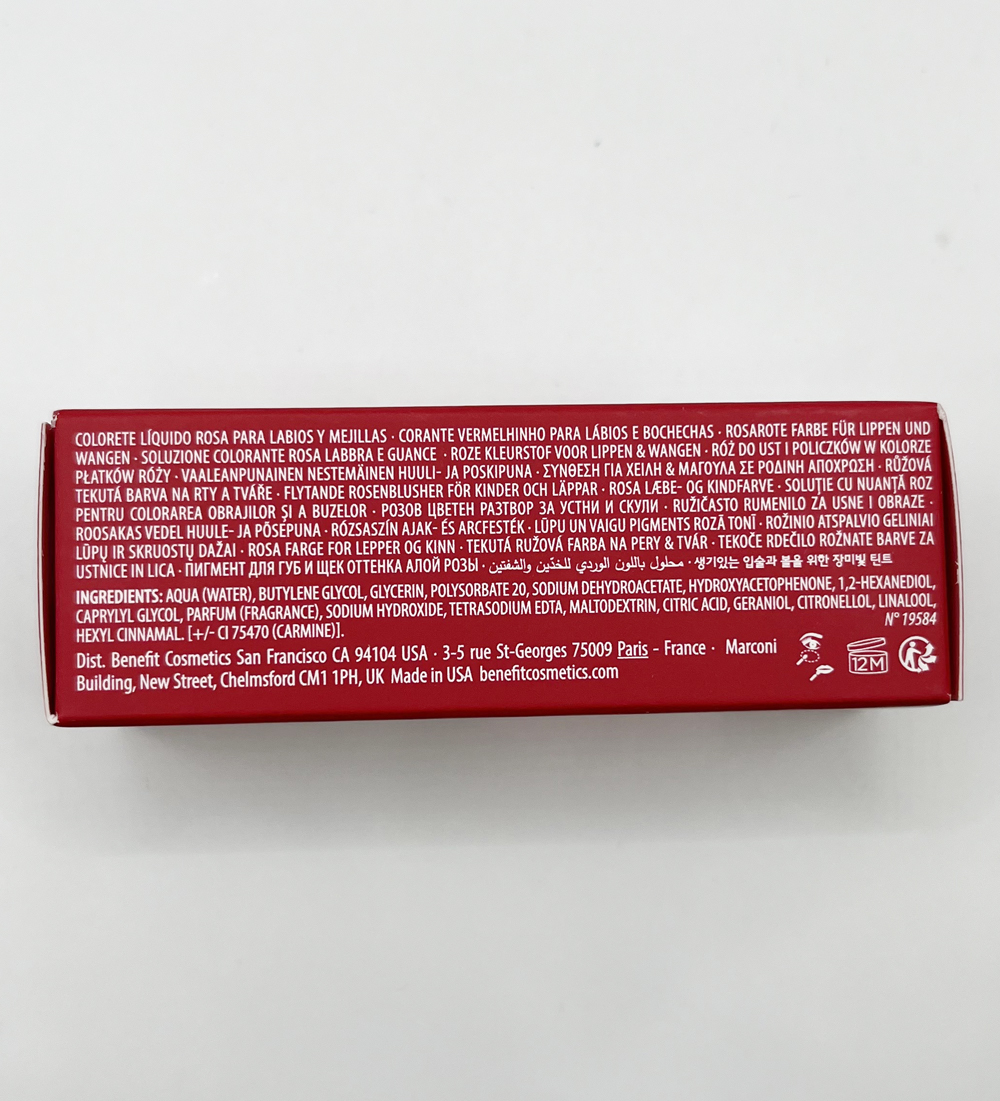 COLORETE LÍQUIDO ROSA PARA LABIOS Y MEJILLAS · CORANTE VERMELHINHO PARA LÁBIOS E BOCHECHAS · ROSAROTE FARBE FÜR LIPPEN UND
WANGEN · SOLUZIONE COLORANTE ROSA LABBRA E GUANCE · ROZE KLEURSTOF VOOR LIPPEN & WANGEN · RÓŻ DO UST I POLICZKÓW W KOLORZE
PŁATKÓW RÓŻY · VAALEANPUNAINEN NESTEMÄINEN HUULI- JA POSKIPUNA · ΣΥΝΘΕΣΗ ΓΙΑ ΧΕΙΛΗ & ΜΑΓΟΥΛΑ ΣΕ ΡΟΔΙΝΗ ΑΠΟΧΡΩΣΗ · RŮŽOVÁ
TEKUTÁ BARVA NA RTY A TVÁŘE · FLYTANDE ROSENBLUSHER FÖR KINDER OCH LÄPPAR · ROSA LÆBE- OG KINDFARVE · SOLUȚIE CU NUANȚĂ ROZ
PENTRU COLORAREA OBRAJILOR ȘI A BUZELOR · РОЗОВ ЦВЕТЕН РАЗТВОР ЗА УСТНИ И СКУЛИ · RUŽIČASTO RUMENILO ZA USNE I OBRAZE ·
ROOSAKAS VEDEL HUULE- JA PÕSEPUNA · RÓZSASZÍN AJAK- ÉS ARCFESTÉK · LŪPU UN VAIGU PIGMENTS ROZĀ TONĪ · ROŽINIO ATSPALVIO GELINIAI
LŪPŲ IR SKRUOSTŲ DAŽAI · ROSA FARGE FOR LEPPER OG KINN · TEKUTÁ RUŽOVÁ FARBA NA PERY & TVÁR · TEKOČE RDEČILO ROŽNATE BARVE ZA
USTNICE IN LICA · ПИГМЕНТ ДЛЯ ГУБ И ЩЕК ОТТЕНКА АЛОЙ РОЗЫ · محلول باللون الوردي للخدّين والشفتين · 생기있는 입술과 볼을 위한 장미빛 틴트
INGREDIENTS: AQUA (WATER), BUTYLENE GLYCOL, GLYCERIN, POLYSORBATE 20, SODIUM DEHYDROACETATE, HYDROXYACETOPHENONE, 1,2-HEXANEDIOL,
CAPRYLYL GLYCOL, PARFUM (FRAGRANCE), SODIUM HYDROXIDE, TETRASODIUM EDTA, MALTODEXTRIN, CITRIC ACID, GERANIOL, CITRONELLOL, LINALOOL,
HEXYL CINNAMAL. [+/- CI 75470 (CARMINE)].
N° 19584
Dist. Benefit Cosmetics San Francisco CA 94104 USA · 3-5 rue St-Georges 75009 Paris - France · Marconi
Building, New Street, Chelmsford CM1 1PH, UK Made in USA benefitcosmetics.com
12M